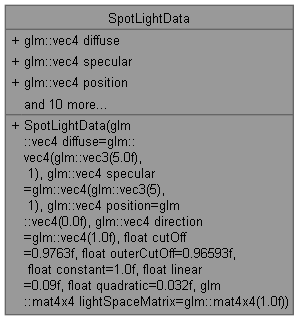 SpotLightData
+ glm::vec4 diffuse
+ glm::vec4 specular
+ glm::vec4 position
and 10 more...
+ SpotLightData(glm
::vec4 diffuse=glm::
vec4(glm::vec3(5.0f),
1), glm::vec4 specular
=glm::vec4(glm::vec3(5),
1), glm::vec4 position=glm
::vec4(0.0f), glm::vec4 direction
=glm::vec4(1.0f), float cutOff
=0.9763f, float outerCutOff=0.96593f,
float constant=1.0f, float linear
=0.09f, float quadratic=0.032f, glm
::mat4x4 lightSpaceMatrix=glm::mat4x4(1.0f))